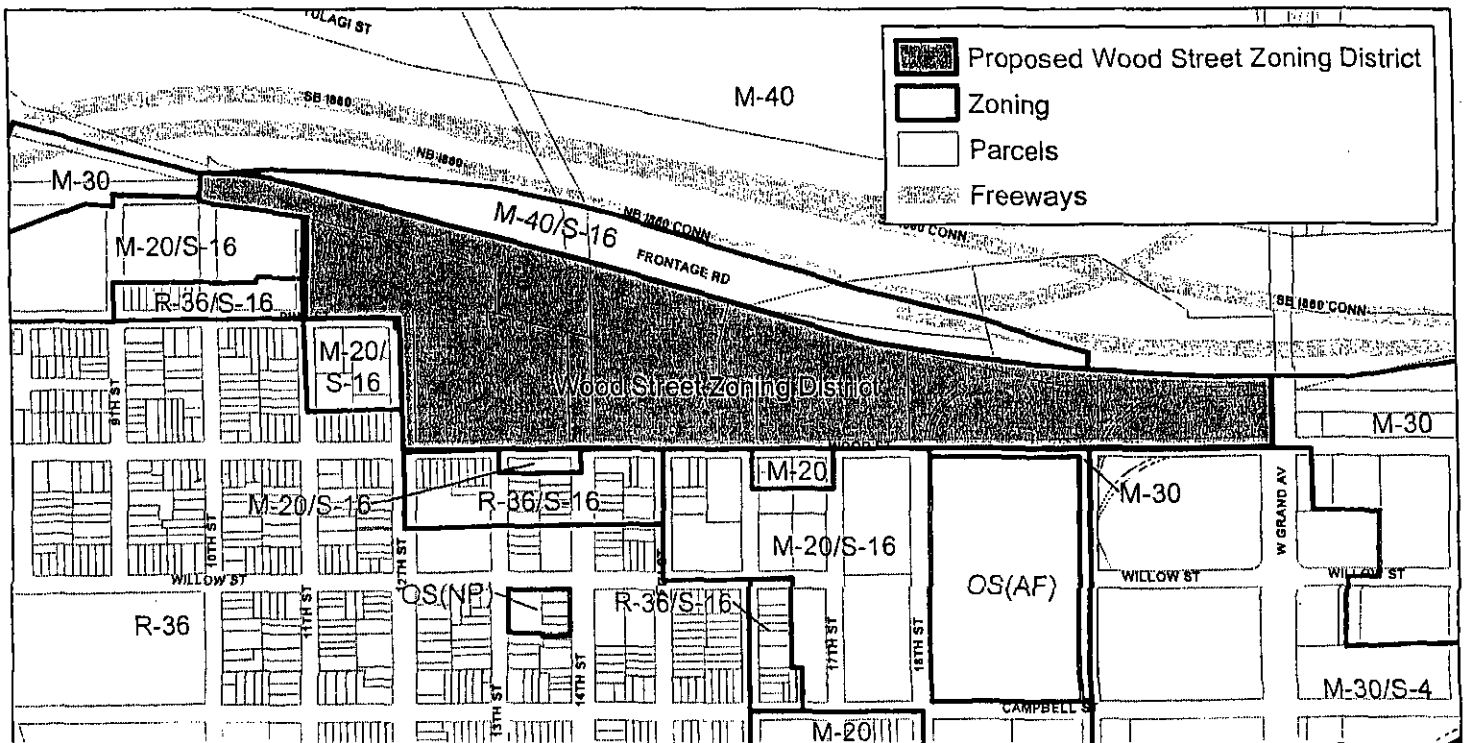 TULAGI ST
Proposed Wood Street Zoning District
Zoning
Parcels
Freeways
M-40
SB I880
NB I880
M-30
M-40/S-16
NB I880 CONN
CONN
M-20/S-16
FRONTAGE RD
R-36/S-16
SB I880 CONN
M-20/
S-16
Wood Street Zoning District
9TH ST
M-30
M-20
M-30
M-20/S-16
R-36/S-16
W GRAND AV
10TH ST
12TH ST
M-20/S-16
WILLOW ST
OS(NP)
R-36/S-16
OS(AF)
WILLOW ST
WILLOW ST
R-36
11TH ST
17TH ST
18TH ST
13TH ST
14TH ST
M-30/S-4
CAMPBELL ST
M-20